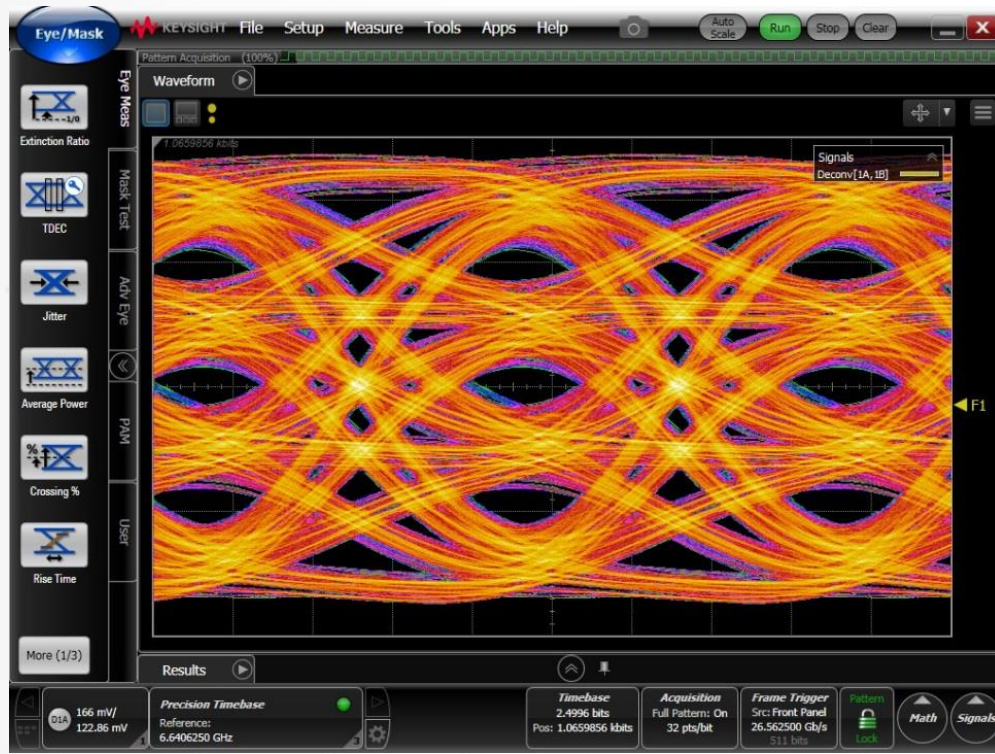 Eye/Mask
KEYSIGHT File Setup Measure Tools Apps Help
Auto Scale
Run
Stop
Clear
X
Pattern Acquisition (100%)
Waveform
Eye Meas
Mask Test
Adv Eye
PAM
User
Extinction Ratio
TDEC
Jitter
Average Power
%
Crossing %
Rise Time
More (1/3)
1.0659856 kbits
Signals
Deconv[1A,1B]
F1
Results
D1A
166 mV/
122.86 mV
1
Precision Timebase
Reference:
6.6406250 GHz
3
Timebase
2.4996 bits
Pos: 1.0659856 kbits
Acquisition
Full Pattern: On
32 pts/bit
Frame Trigger
Src: Front Panel
26.562500 Gb/s
511 bits
Pattern
Lock
Math
Signals